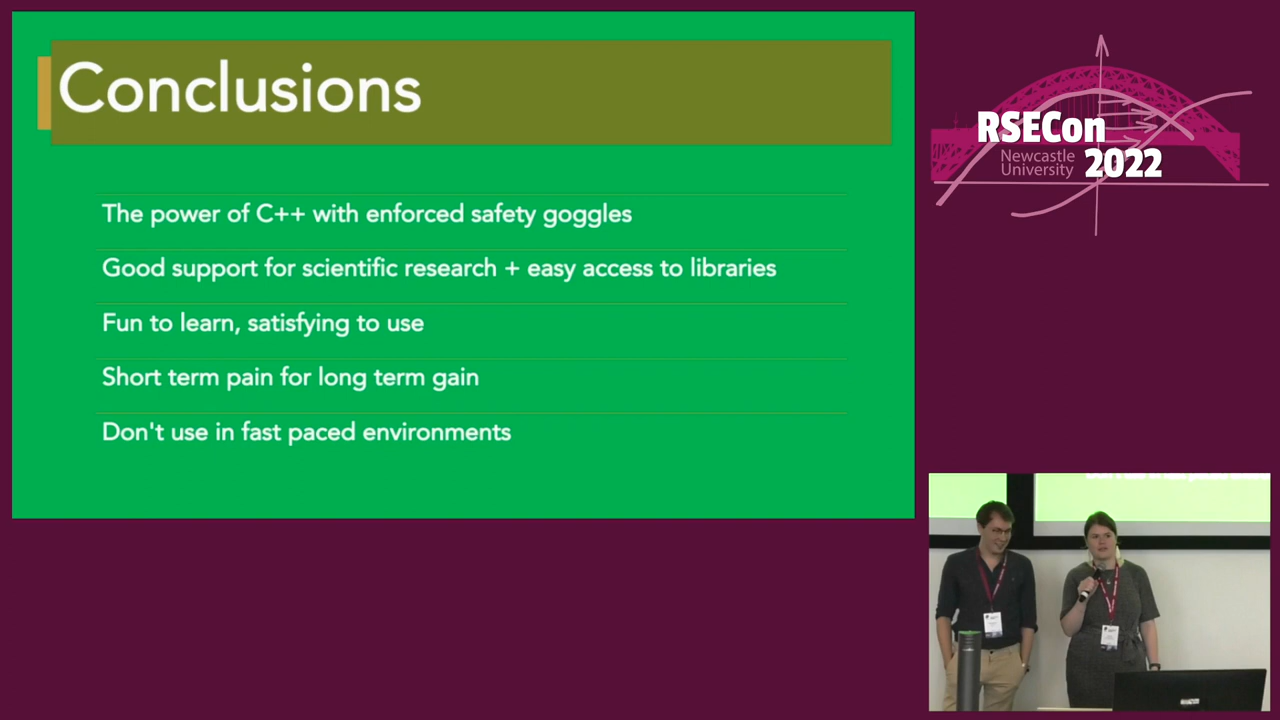 Conclusions
The power of C++ with enforced safety goggles
Good support for scientific research + easy access to libraries
Fun to learn, satisfying to use
Short term pain for long term gain
Don't use in fast paced environments
RSECon
Newcastle
University
2022